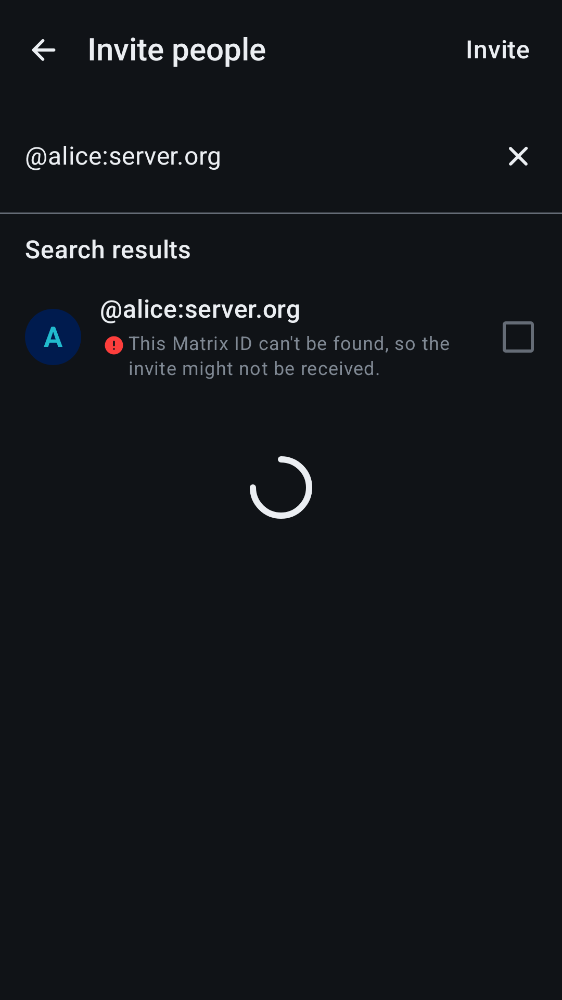 Invite people
Invite
@alice:server.org
Search results
A
@alice:server.org
This Matrix ID can't be found, so the
invite might not be received.